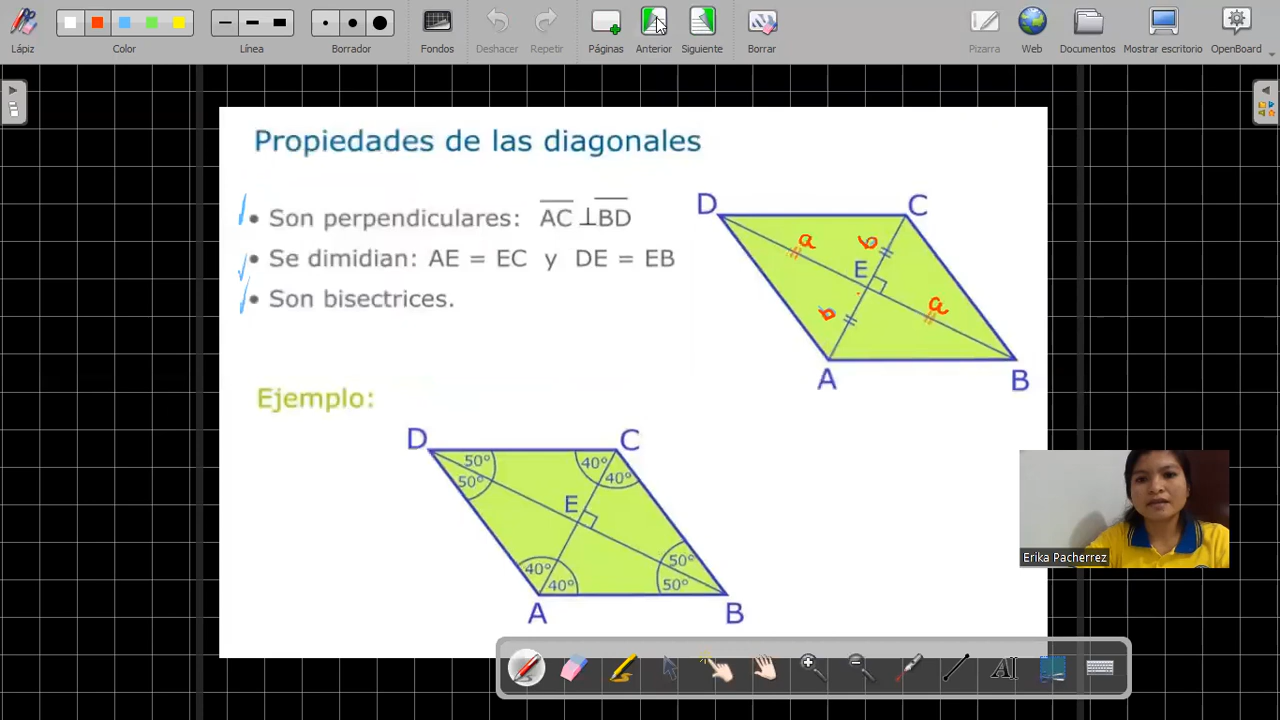 Lápiz
Color
Línea
Borrador
Fondos
Deshacer
Repetir
Páginas
Anterior
Siguiente
Borrar
Pizarra
Web
Documentos
Mostrar escritorio
OpenBoard
Propiedades de las diagonales
• Son perpendiculares: AC ⊥ BD
• Se dimidian: AE = EC y DE = EB
• Son bisectrices.
D
C
a
b
E
b
a
A
B
Ejemplo:
D
C
50°
50°
40°
40°
E
40°
40°
50°
50°
A
B
Erika Pacherrez
AI